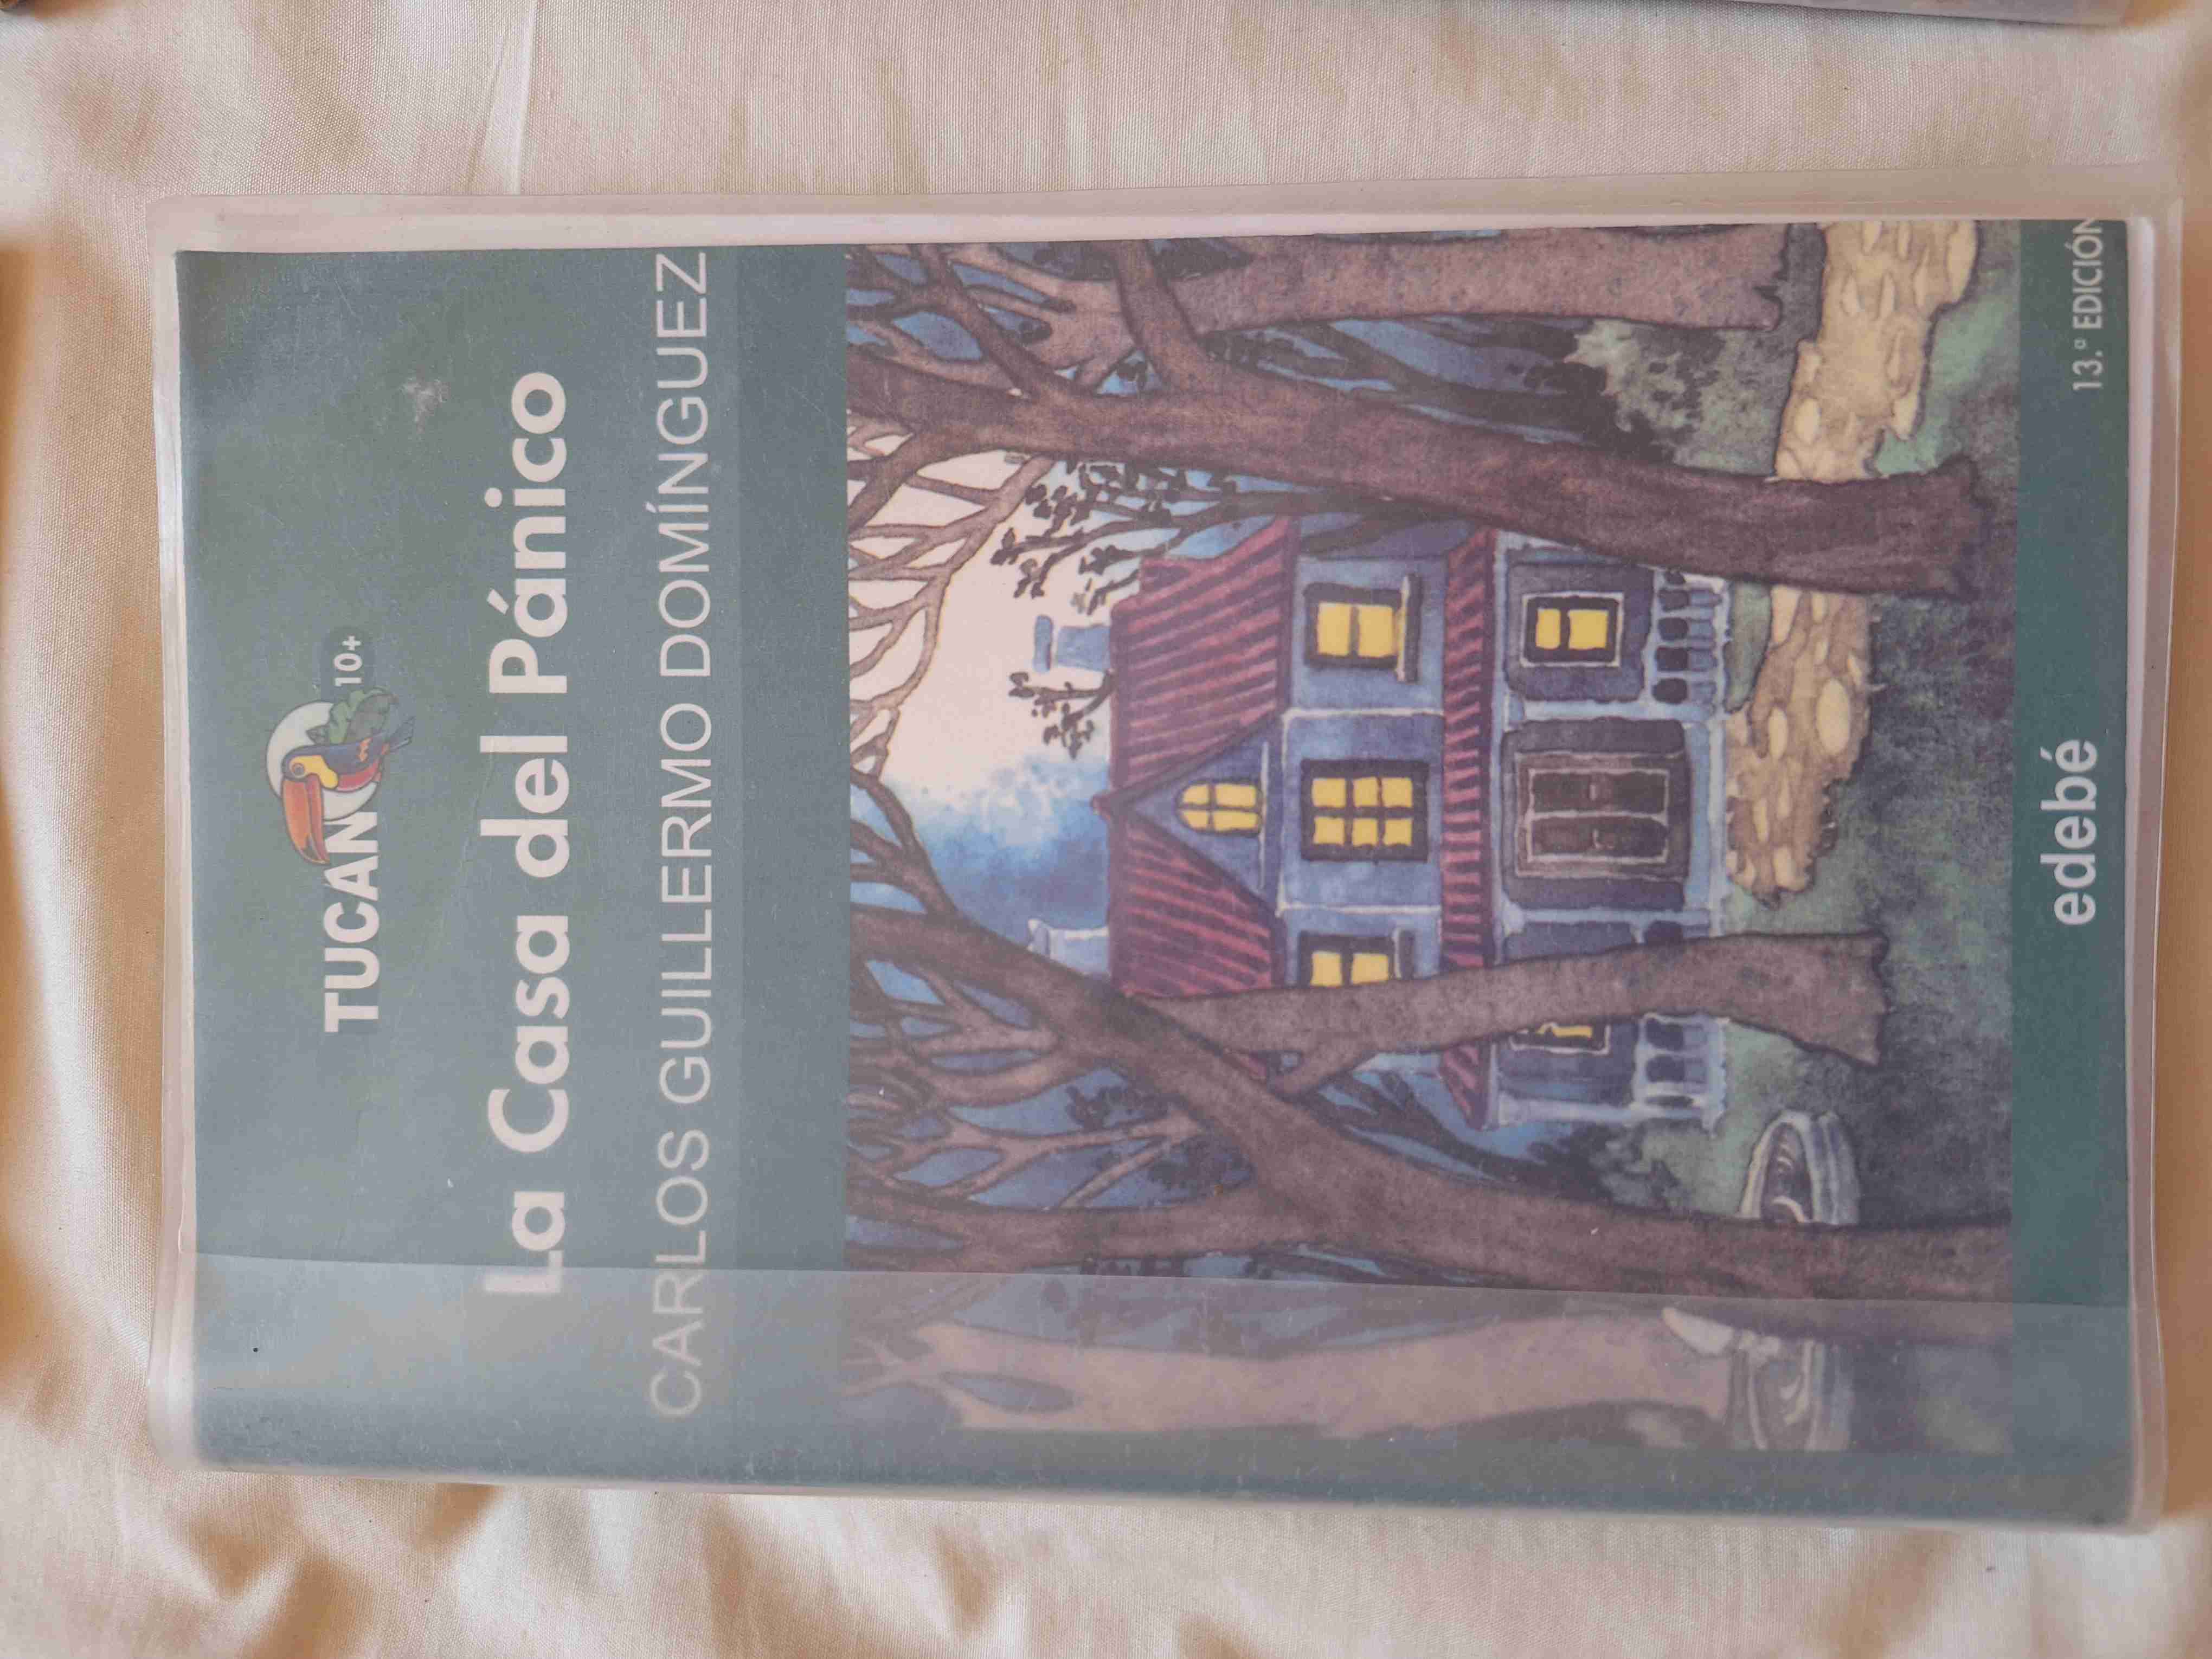 TUCAN 10+
La Casa del Pánico
CARLOS GUILLERMO DOMÍNGUEZ
edebé
13.ª EDICIÓN